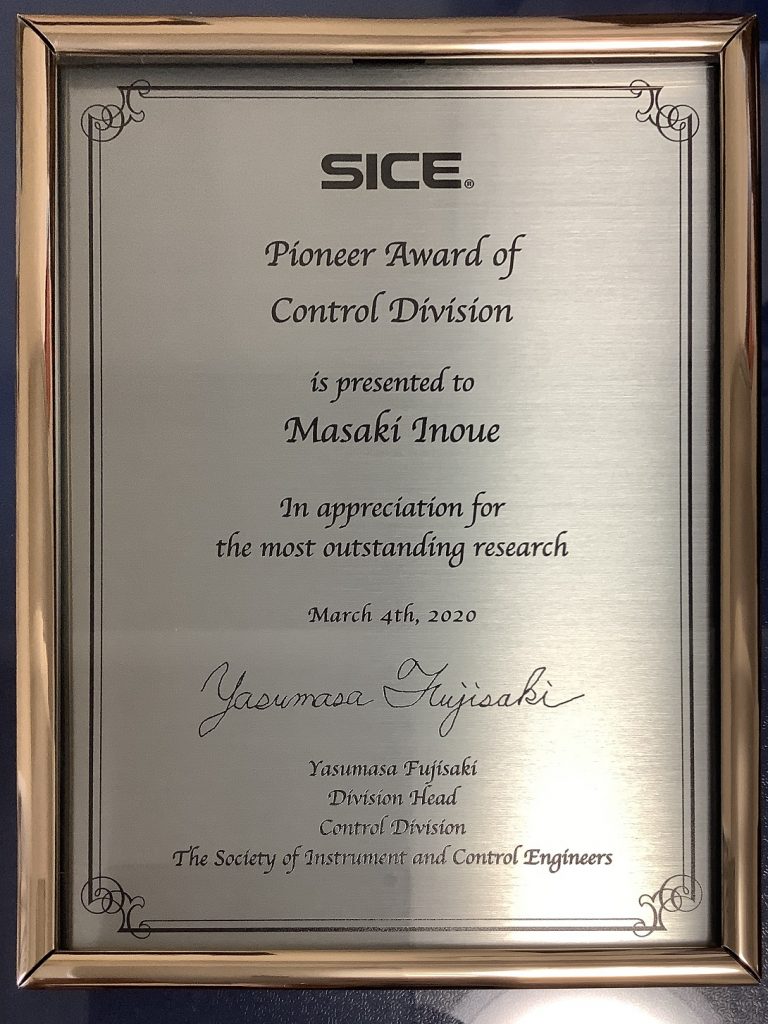 SICE®
Pioneer Award of
Control Division
is presented to
Masaki Inoue
In appreciation for
the most outstanding research
March 4th, 2020
Yasumasa Fujisaki
Yasumasa Fujisaki
Division Head
Control Division
The Society of Instrument and Control Engineers